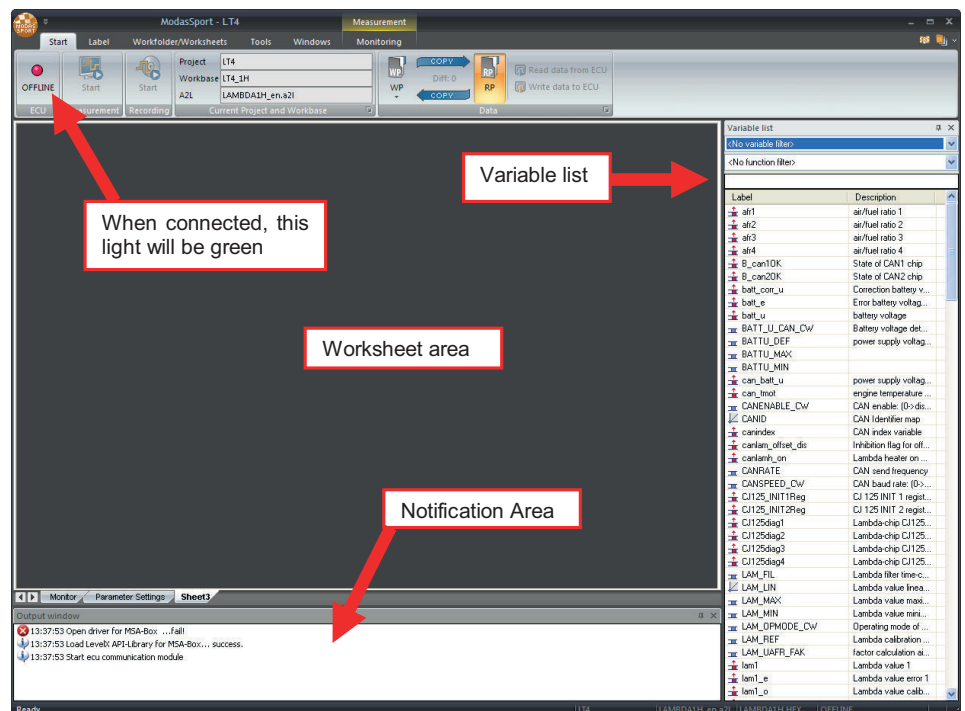 MODAS SPORT
ModasSport - LT4
Measurement
Start Label Workfolder/Worksheets Tools Windows Monitoring
OFFLINE
Start
Start
Project LT4
Workbase LT4_1H
A2L LAMBDA1H_en.a2l
WP
WP
COPY
Diff: 0
COPY
RP
RP
Read data from ECU
Write data to ECU
ECU Measurement Recording Current Project and Workbase Data
When connected, this
light will be green
Variable list
Worksheet area
Notification Area
Variable list
<No variable filter>
<No function filter>
Label Description
afr1 air/fuel ratio 1
afr2 air/fuel ratio 2
afr3 air/fuel ratio 3
afr4 air/fuel ratio 4
B_can1OK State of CAN1 chip
B_can2OK State of CAN2 chip
batt_corr_u Correction battery v...
batt_e Error battery voltag...
batt_u battery voltage
BATT_U_CAN_CW Battery voltage det...
BATTU_DEF power supply voltag...
BATTU_MAX
BATTU_MIN
can_batt_u power supply voltag...
can_tmot engine temperature ...
CANENABLE_CW CAN enable: (0->dis...
CANID CAN Identifier map
canindex CAN index variable
canlam_offset_dis Inhibition flag for off...
canlamh_on Lambda heater on ...
CANRATE CAN send frequency
CANSPEED_CW CAN baud rate: (0->...
CJ125_INIT1Reg CJ 125 INIT 1 regist...
CJ125_INIT2Reg CJ 125 INIT 2 regist...
CJ125diag1 Lambda-chip CJ125...
CJ125diag2 Lambda-chip CJ125...
CJ125diag3 Lambda-chip CJ125...
CJ125diag4 Lambda-chip CJ125...
LAM_FIL Lambda filter time-c...
LAM_LIN Lambda value linea...
LAM_MAX Lambda value maxi...
LAM_MIN Lambda value mini...
LAM_OPMODE_CW Operating mode of ...
LAM_REF Lambda calibration ...
LAM_UAFR_FAK factor calculation ai...
lam1 Lambda value 1
lam1_e Lambda value error 1
lam1_o Lambda value calib...
Monitor Parameter Settings Sheet3
Output window
13:37:53 Open driver for MSA-Box ...fail!
13:37:53 Load LevelX API-Library for MSA-Box... success.
13:37:53 Start ecu communication module
Ready LT4 LAMBDA1H_en.a2l LAMBDA1H.HEX OFFLINE